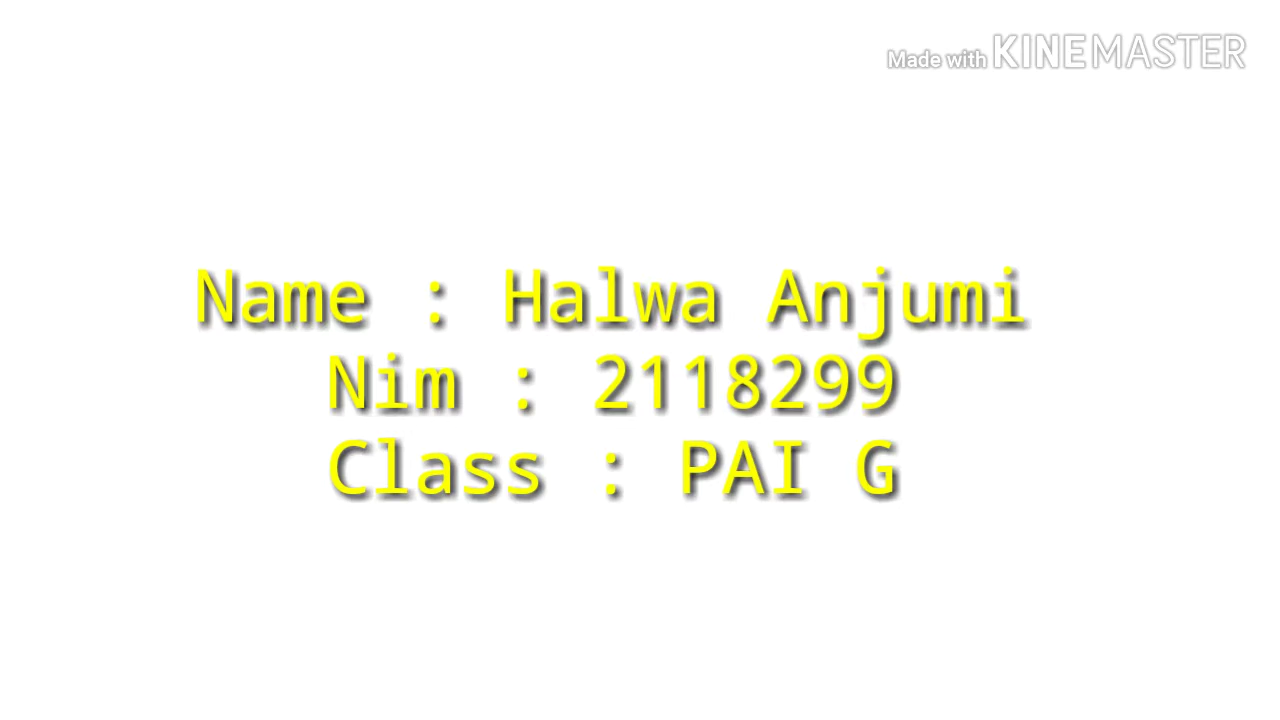 Made with KINEMASTER
Name : Halwa Anjumi
Nim : 2118299
Class : PAI G